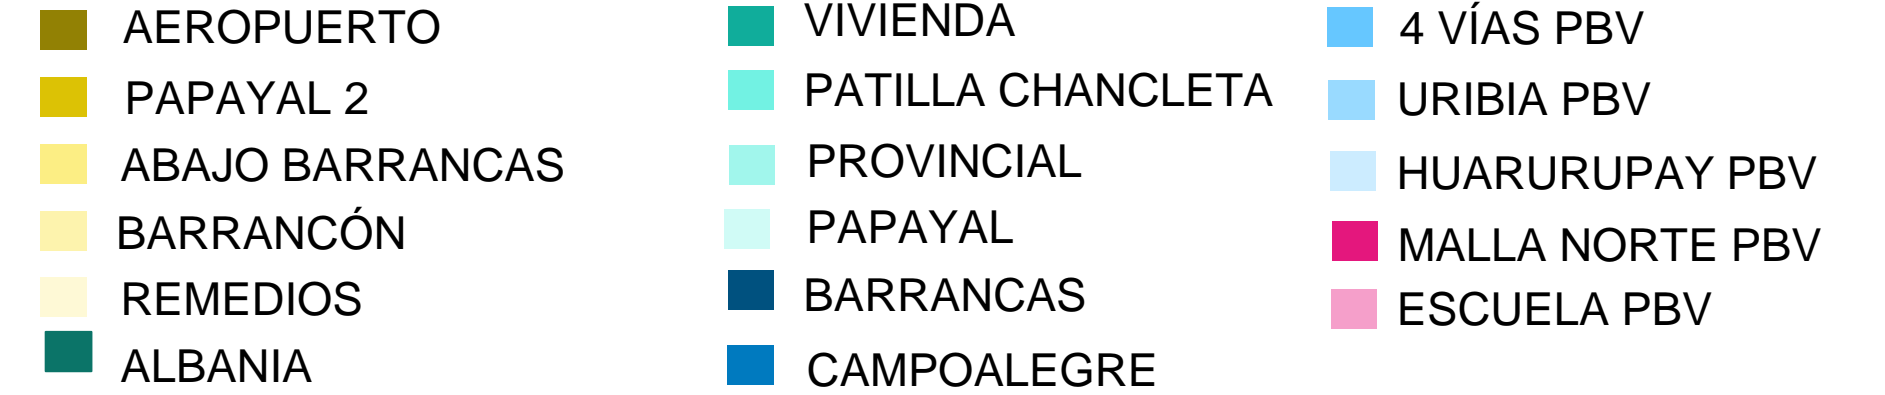 AEROPUERTO
PAPAYAL 2
ABAJO BARRANCAS
BARRANCÓN
REMEDIOS
ALBANIA
VIVIENDA
PATILLA CHANCLETA
PROVINCIAL
PAPAYAL
BARRANCAS
CAMPOALEGRE
4 VÍAS PBV
URIBIA PBV
HUARURUPAY PBV
MALLA NORTE PBV
ESCUELA PBV